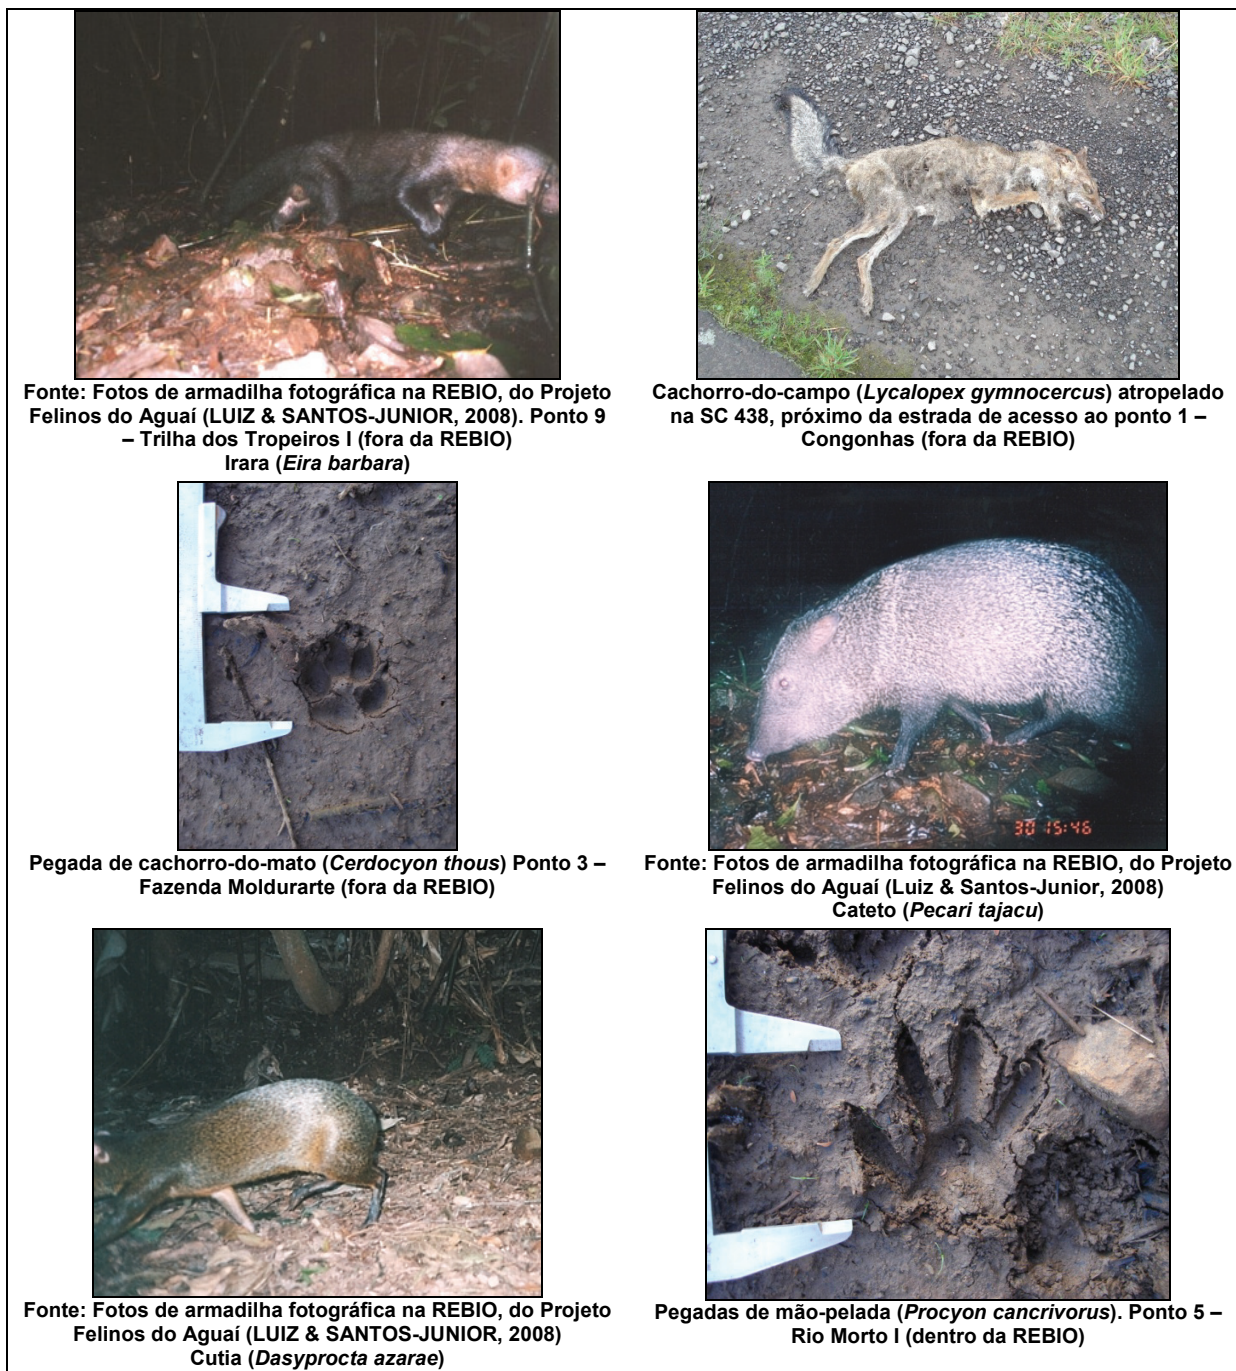 Fonte: Fotos de armadilha fotográfica na REBIO, do Projeto
Felinos do Aguaí (LUIZ & SANTOS-JUNIOR, 2008). Ponto 9
– Trilha dos Tropeiros I (fora da REBIO)
Irara (Eira barbara)
Cachorro-do-campo (Lycalopex gymnocercus) atropelado
na SC 438, próximo da estrada de acesso ao ponto 1 –
Congonhas (fora da REBIO)
Pegada de cachorro-do-mato (Cerdocyon thous) Ponto 3 –
Fazenda Moldurarte (fora da REBIO)
30 15:46
Fonte: Fotos de armadilha fotográfica na REBIO, do Projeto
Felinos do Aguaí (Luiz & Santos-Junior, 2008)
Cateto (Pecari tajacu)
Fonte: Fotos de armadilha fotográfica na REBIO, do Projeto
Felinos do Aguaí (LUIZ & SANTOS-JUNIOR, 2008)
Cutia (Dasyprocta azarae)
Pegadas de mão-pelada (Procyon cancrivorus). Ponto 5 –
Rio Morto I (dentro da REBIO)